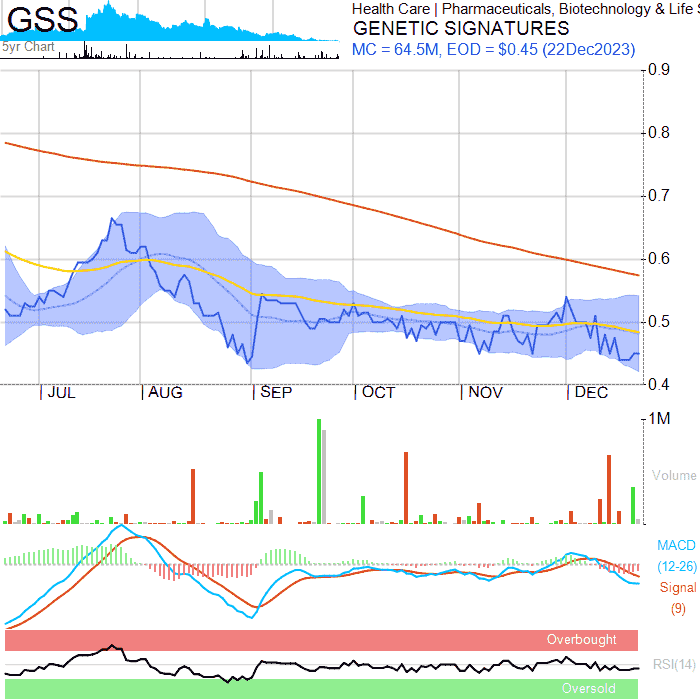 GSS
5yr Chart
Health Care | Pharmaceuticals, Biotechnology & Life S
GENETIC SIGNATURES
MC = 64.5M, EOD = $0.45 (22Dec2023)
0.9
0.8
0.7
0.6
0.5
0.4
JUL
AUG
SEP
OCT
NOV
DEC
1M
Volume
MACD
(12-26)
Signal
(9)
Overbought
RSI(14)
Oversold